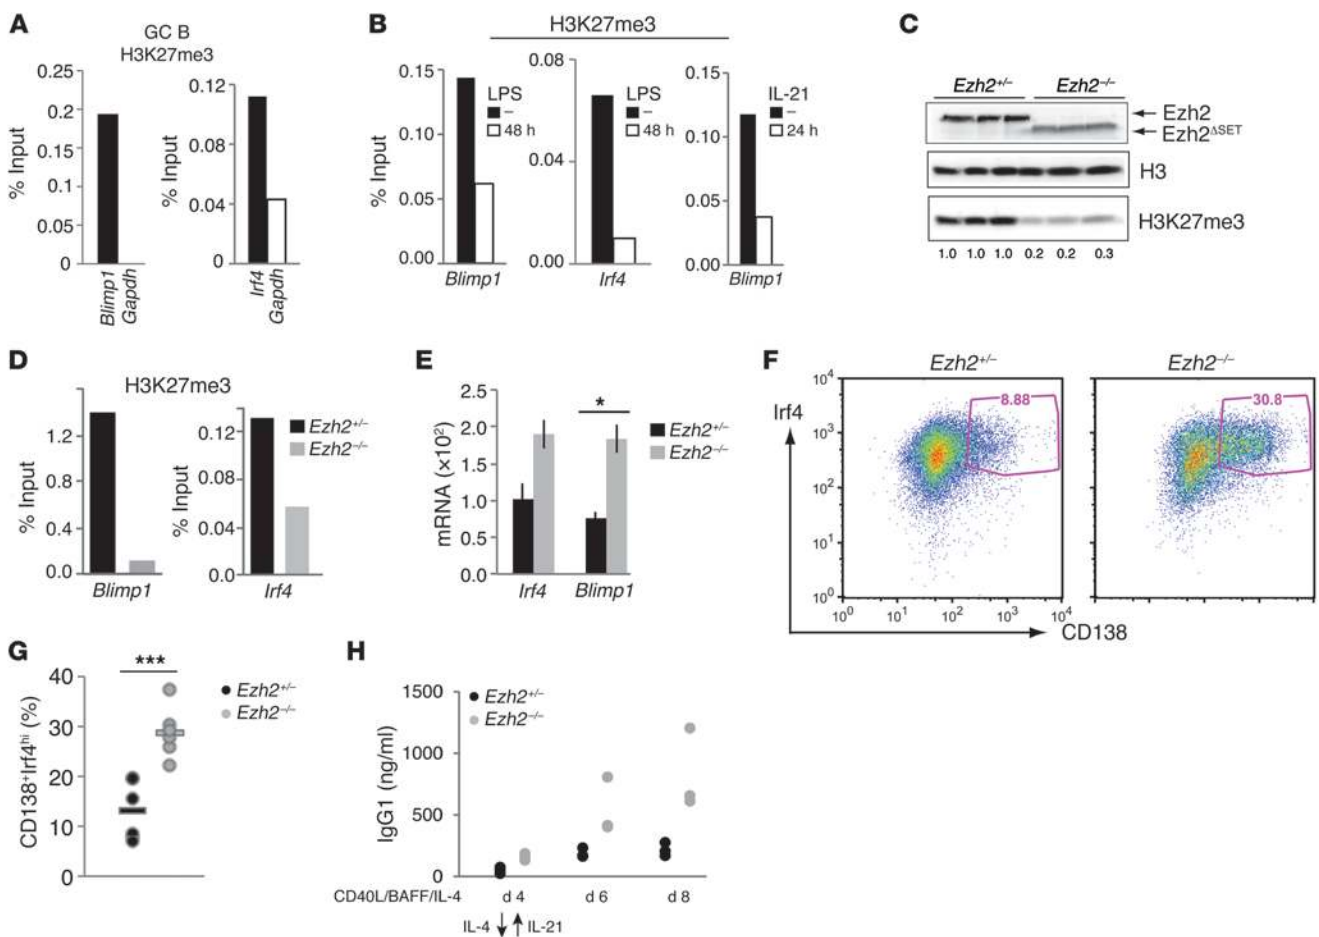 A
GC B
H3K27me3
% Input
0.25
0.2
0.15
0.1
0.05
0
Blimp1
Gapdh
% Input
0.12
0.08
0.04
0
Irf4
Gapdh
B
H3K27me3
% Input
0.15
0.10
0.05
0.00
LPS
–
48 h
Blimp1
0.08
0.04
0.00
LPS
–
48 h
Irf4
0.15
0.10
0.05
0.00
IL-21
–
24 h
Blimp1
C
Ezh2+/– Ezh2–/–
Ezh2
Ezh2ΔSET
H3
H3K27me3
1.0 1.0 1.0 0.2 0.2 0.3
D
H3K27me3
% Input
1.2
0.8
0.4
0.0
Blimp1
% Input
0.12
0.08
0.04
0.0
Irf4
Ezh2+/–
Ezh2–/–
E
mRNA (×10²)
2.5
2.0
1.5
1.0
0.5
0.0
*
Ezh2+/–
Ezh2–/–
Irf4 Blimp1
F
Ezh2+/– Ezh2–/–
Irf4
10⁴
10³
10²
10¹
10⁰
8.88
30.8
10⁰ 10¹ 10² 10³ 10⁴
CD138
G
CD138+Irf4hi (%)
40
30
20
10
0
***
Ezh2+/–
Ezh2–/–
H
IgG1 (ng/ml)
1500
1000
500
0
Ezh2+/–
Ezh2–/–
CD40L/BAFF/IL-4 d 4 d 6 d 8
IL-4 IL-21